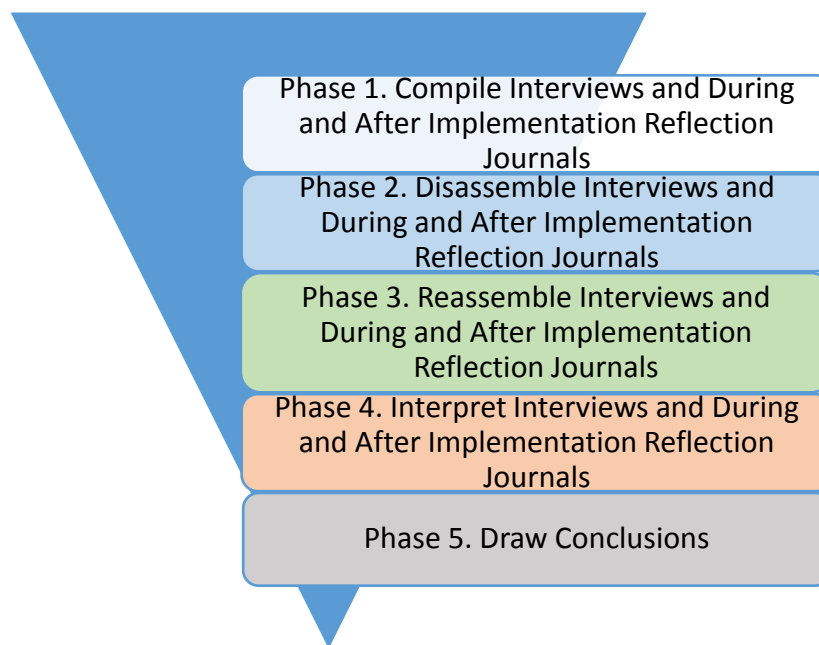 Phase 1. Compile Interviews and During
and After Implementation Reflection
Journals
Phase 2. Disassemble Interviews and
During and After Implementation
Reflection Journals
Phase 3. Reassemble Interviews and
During and After Implementation
Reflection Journals
Phase 4. Interpret Interviews and During
and After Implementation Reflection
Journals
Phase 5. Draw Conclusions